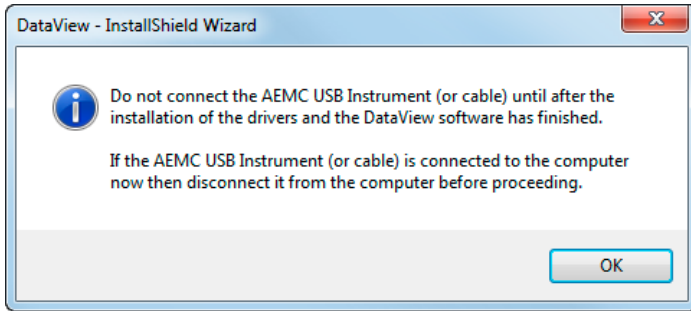 DataView - InstallShield Wizard
Do not connect the AEMC USB Instrument (or cable) until after the
installation of the drivers and the DataView software has finished.
If the AEMC USB Instrument (or cable) is connected to the computer
now then disconnect it from the computer before proceeding.
OK